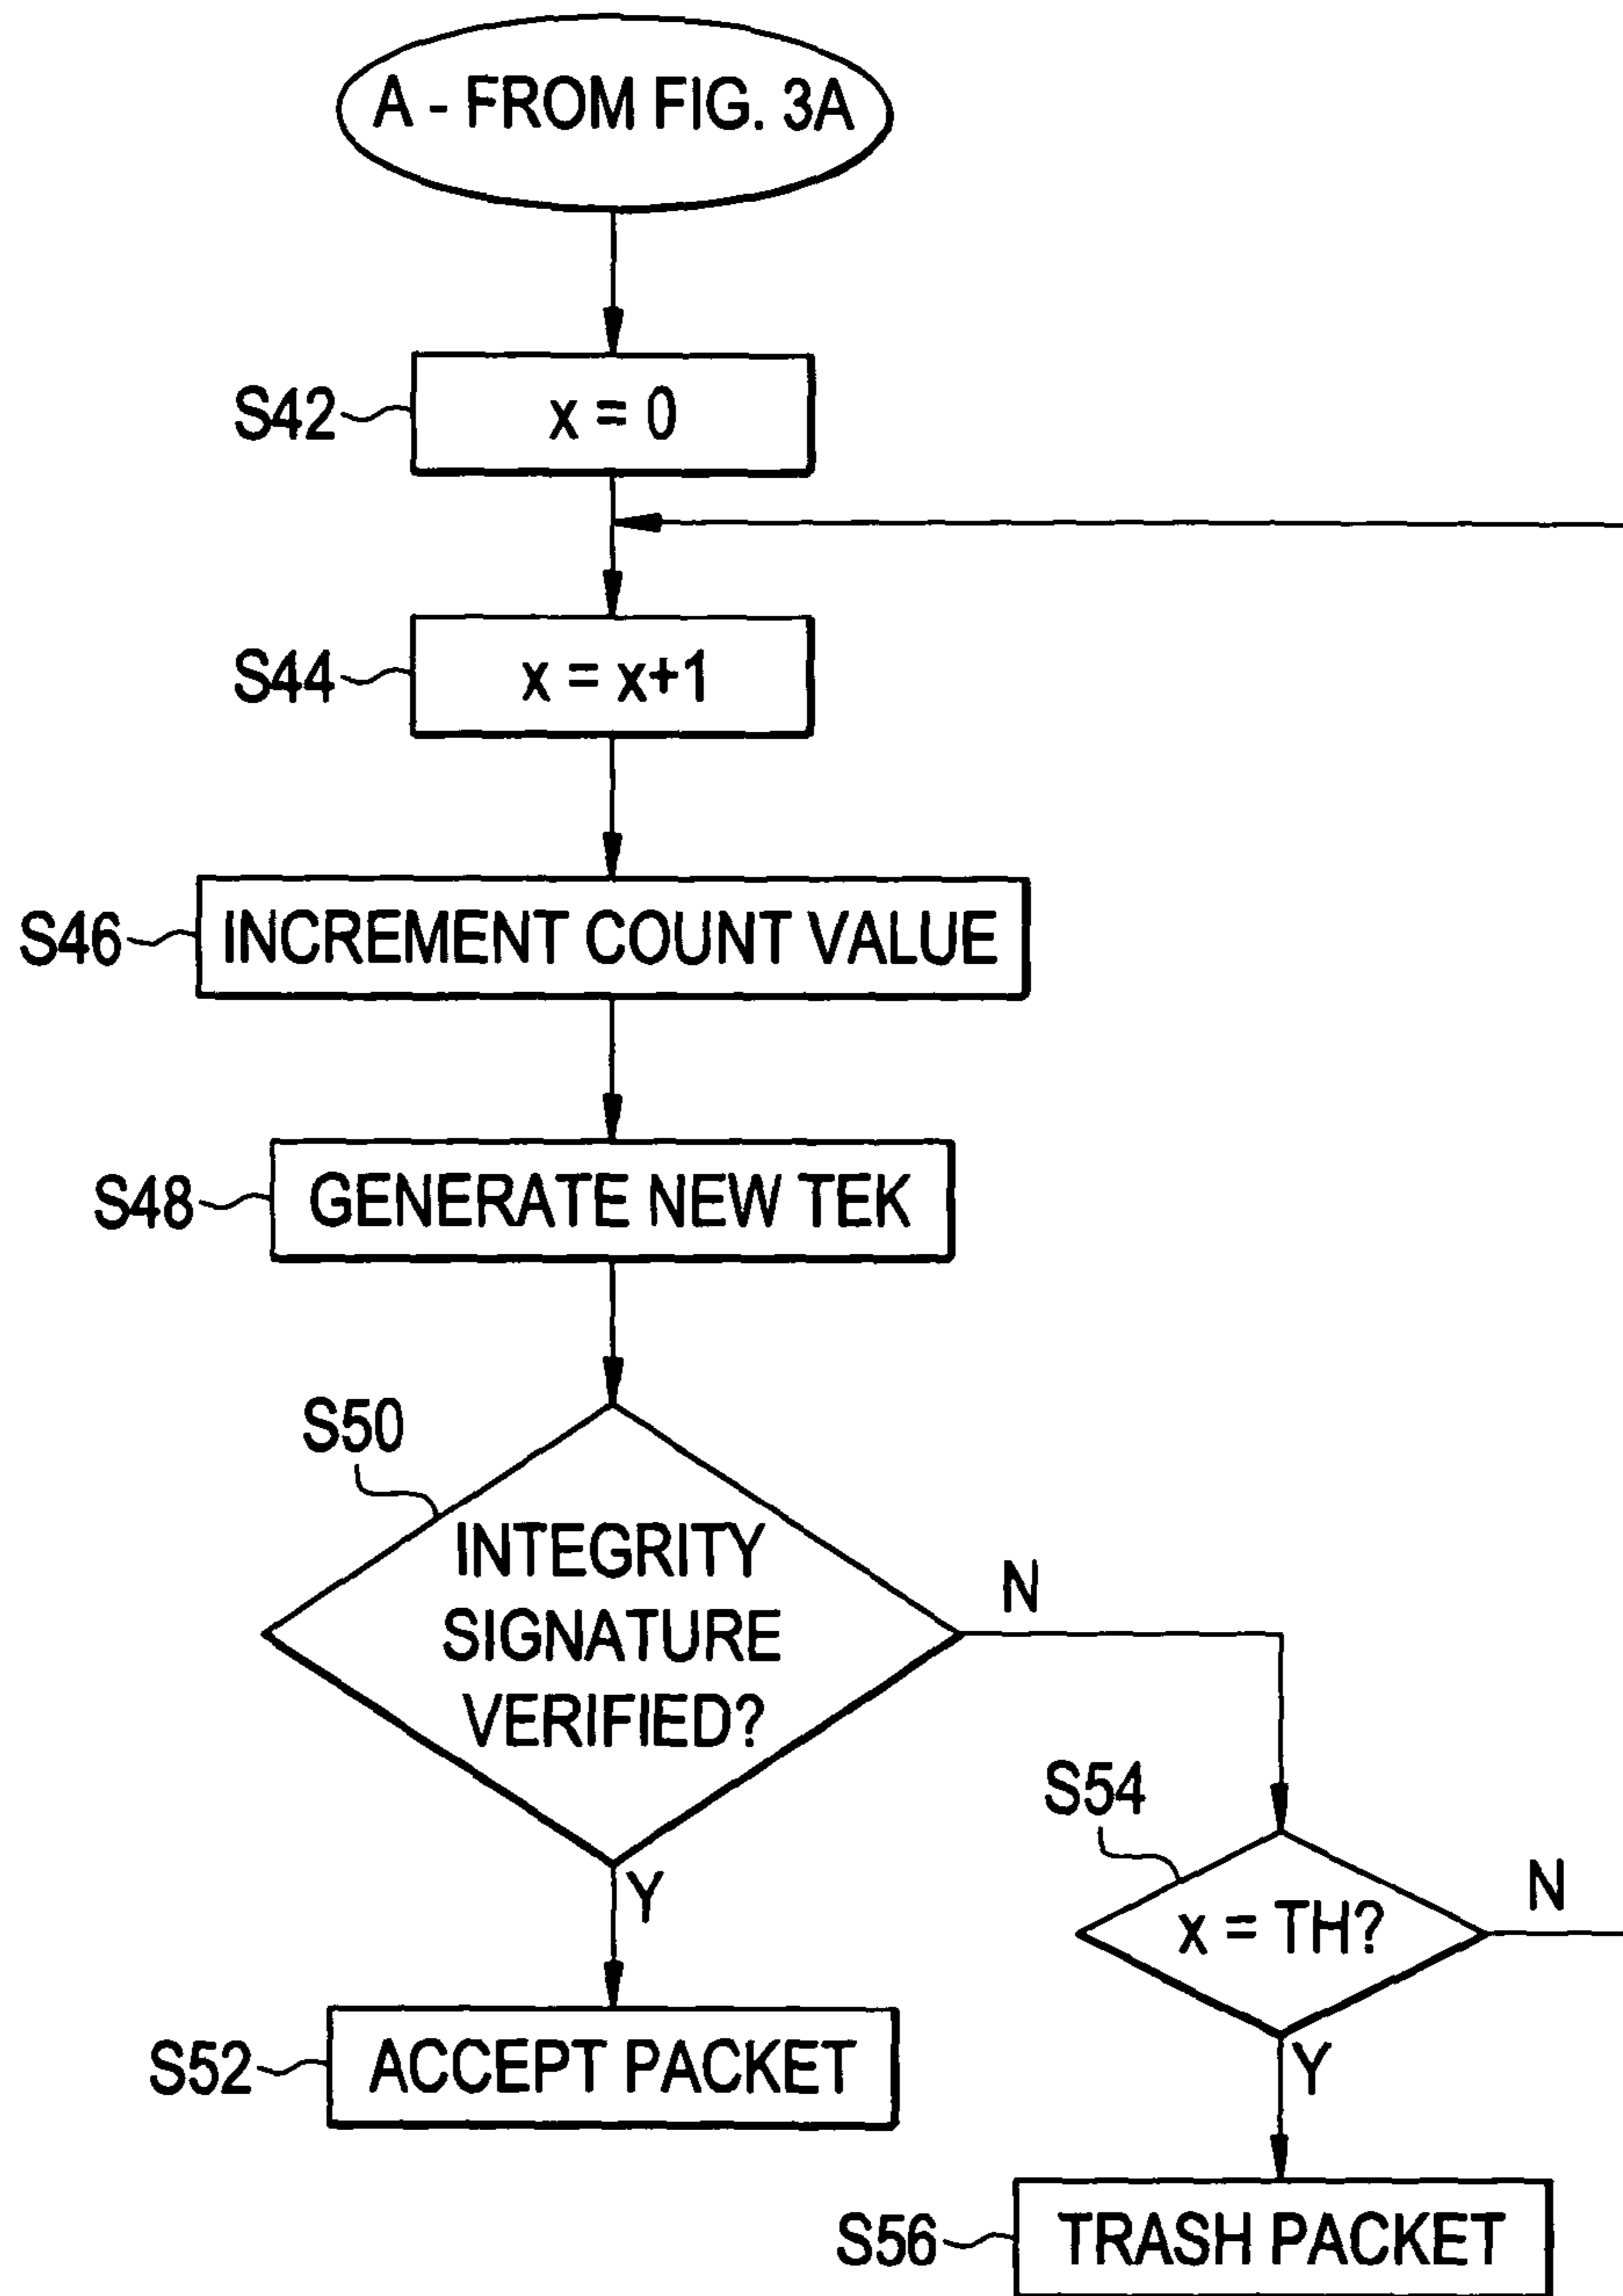 A - FROM FIG. 3A
S42
x = 0
S44
x = x+1
S46
INCREMENT COUNT VALUE
S48
GENERATE NEW TEK
S50
INTEGRITY
SIGNATURE
VERIFIED?
N
Y
S52
ACCEPT PACKET
S54
x = TH?
N
Y
S56
TRASH PACKET